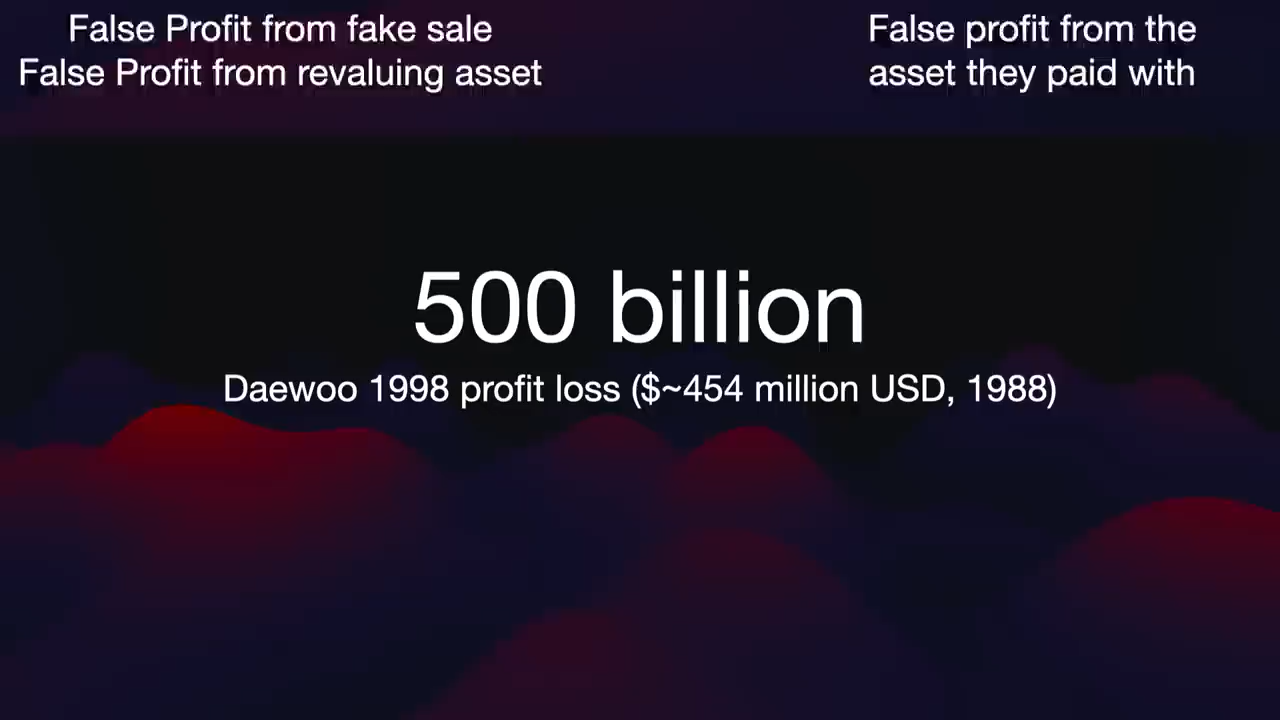 False Profit from fake sale
False Profit from revaluing asset
False profit from the
asset they paid with
500 billion
Daewoo 1998 profit loss ($~454 million USD, 1988)